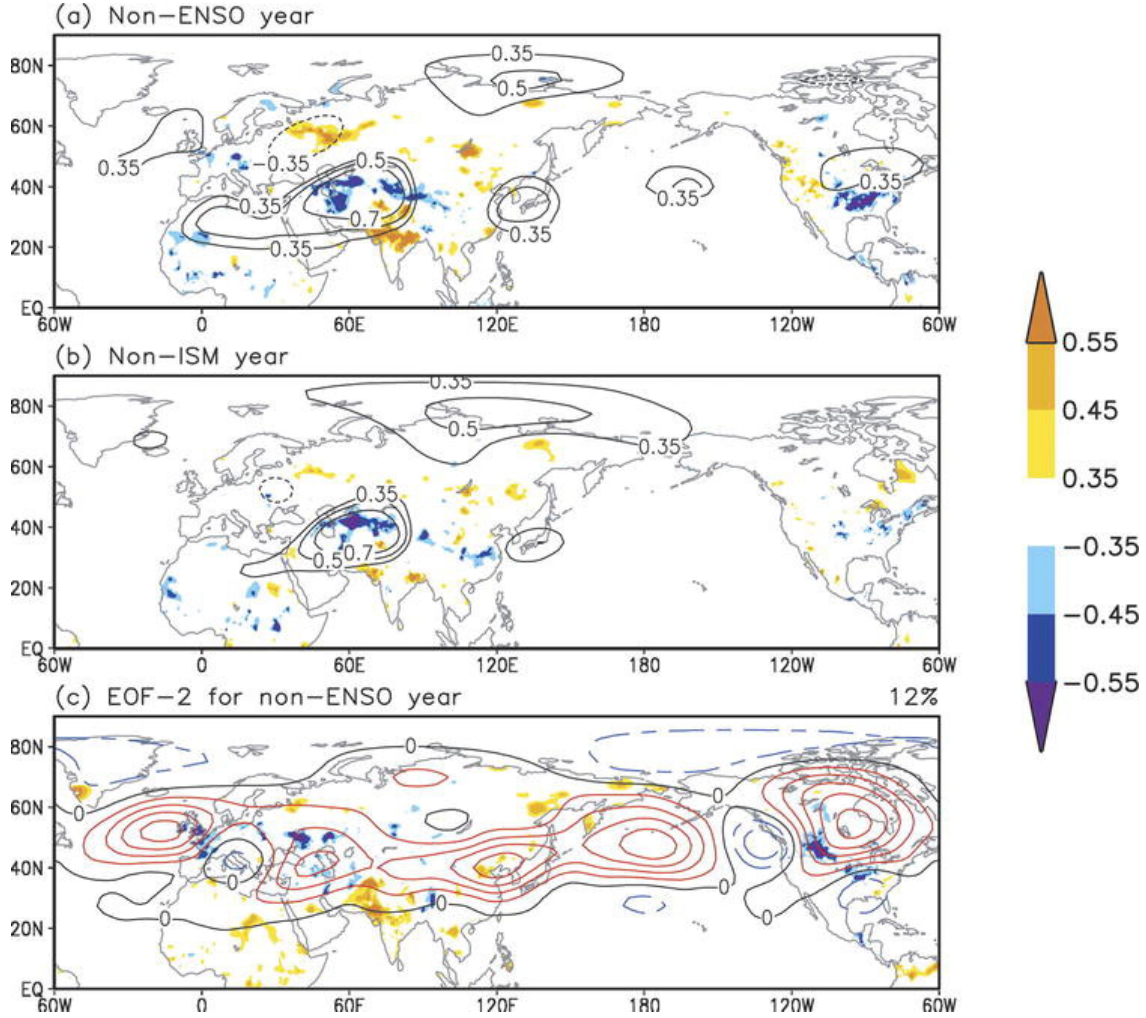 (a) Non-ENSO year
80N
60N
40N
20N
EQ
60W 0 60E 120E 180 120W 60W
0.35
0.5
0.35
-0.35
0.5
0.35
0.7
0.35
0.35
0.35
0.35
(b) Non-ISM year
80N
60N
40N
20N
EQ
60W 0 60E 120E 180 120W 60W
0.35
0.5
0.35
0.35
0.7
0.5
(c) EOF-2 for non-ENSO year 12%
80N
60N
40N
20N
EQ
60W 0 60E 120E 180 120W 60W
0
0
0
0
0
0
0
0
0
0.55
0.45
0.35
-0.35
-0.45
-0.55